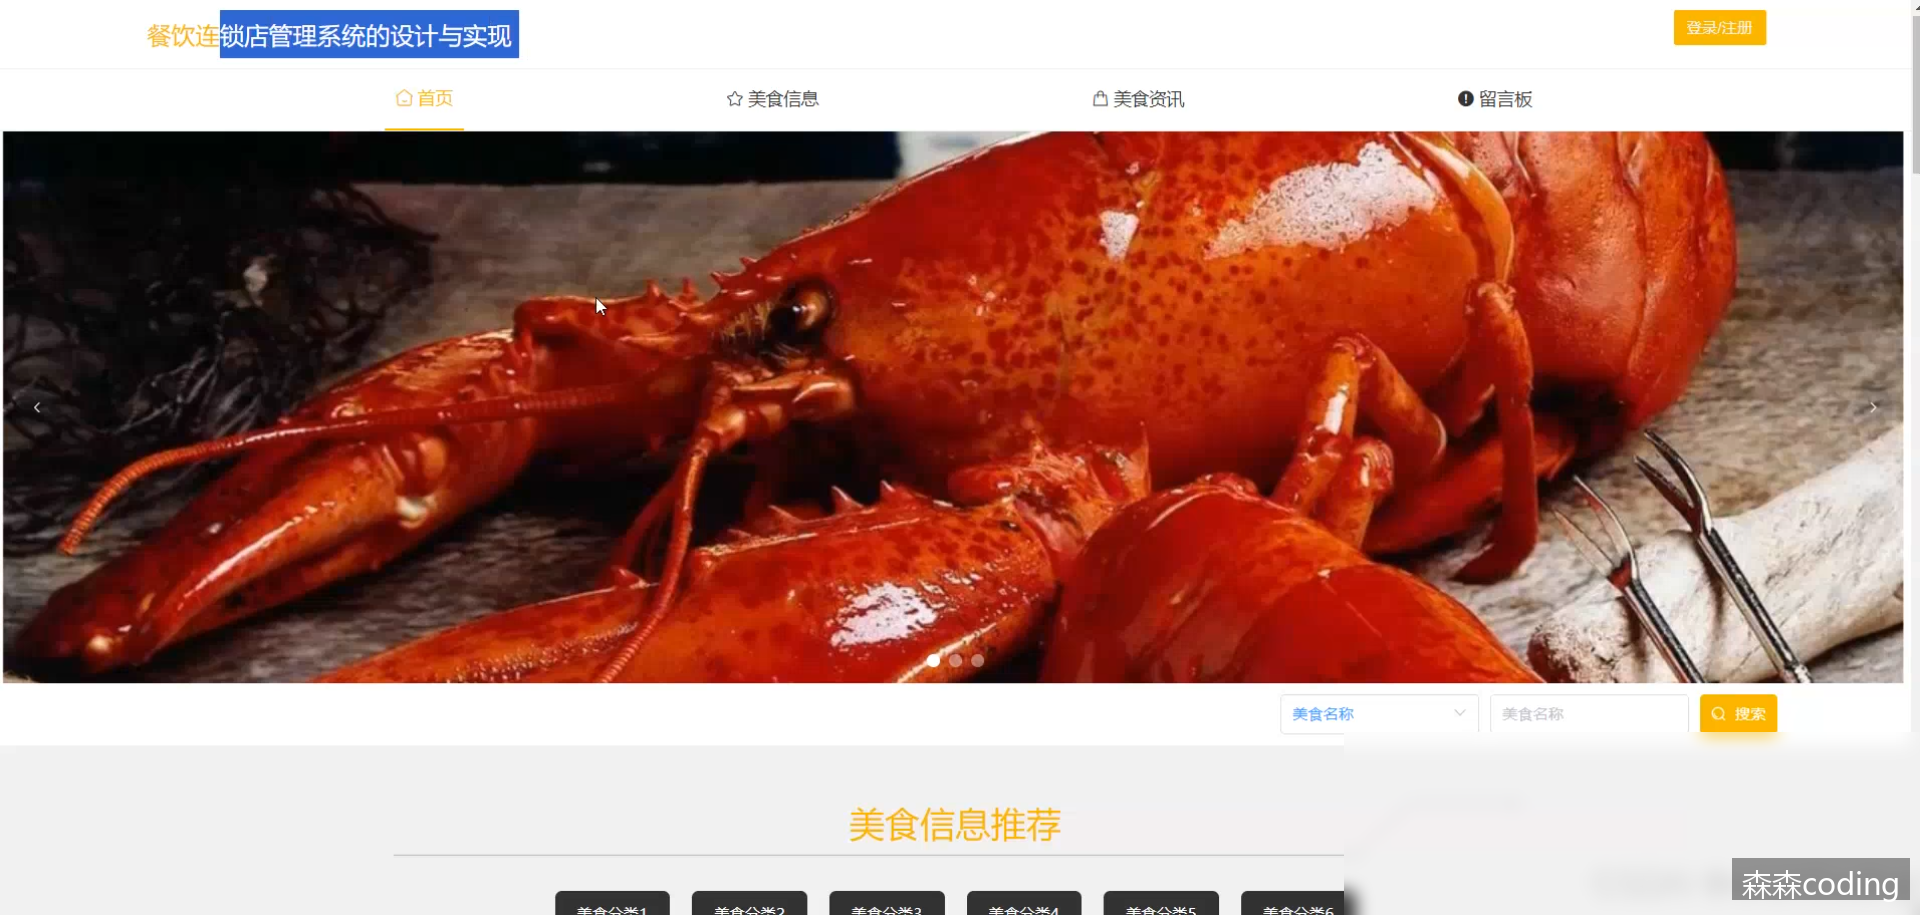 餐饮连锁店管理系统的设计与实现
登录/注册
首页
美食信息
美食资讯
留言板
美食名称
美食名称
搜索
美食信息推荐
美食分类1
美食分类2
美食分类3
美食分类4
美食分类5
美食分类6
森森coding